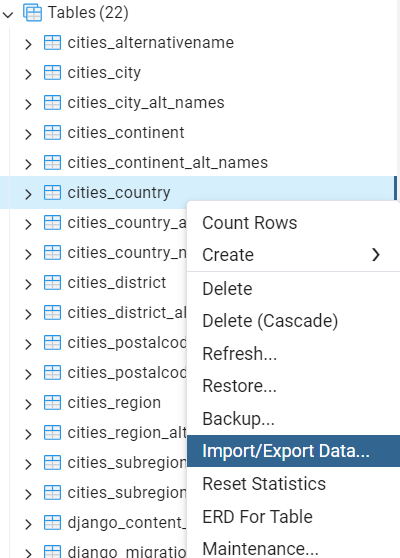 Tables (22)
cities_alternativename
cities_city
cities_city_alt_names
cities_continent
cities_continent_alt_names
cities_country
cities_country_a
cities_country_n
cities_district
cities_district_al
cities_postalcod
cities_postalcod
cities_region
cities_region_alt
cities_subregion
cities_subregion
django_content_
django_migratio
Count Rows
Create
Delete
Delete (Cascade)
Refresh...
Restore...
Backup...
Import/Export Data...
Reset Statistics
ERD For Table
Maintenance...